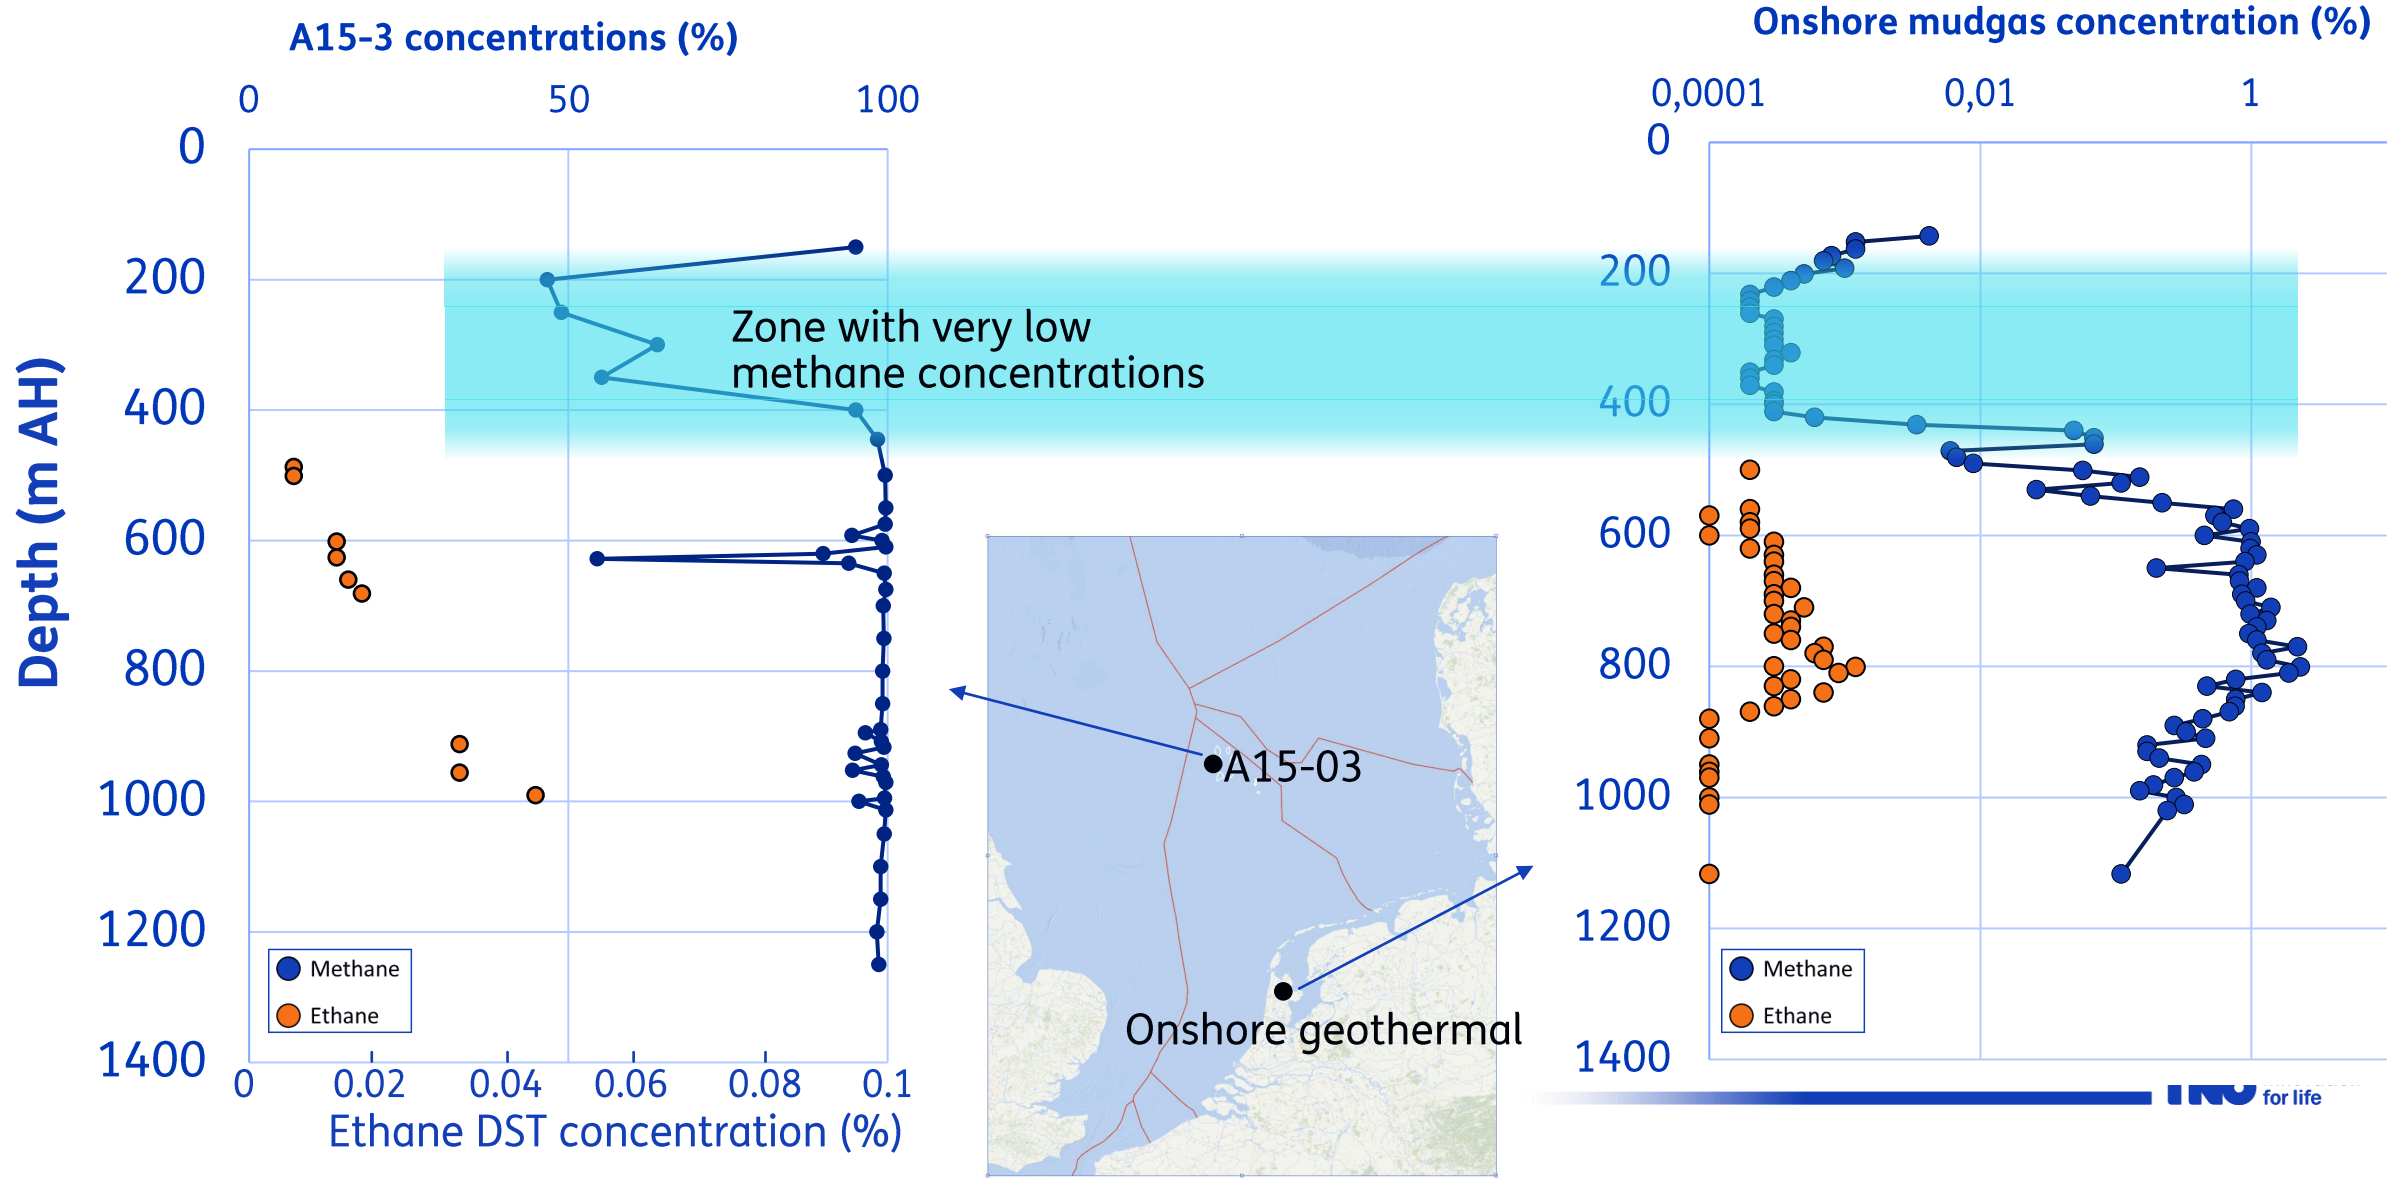 A15-3 concentrations (%)
0 50 100
0
200
400
600
800
1000
1200
1400
Depth (m AH)
Methane
Ethane
0 0.02 0.04 0.06 0.08 0.1
Ethane DST concentration (%)
Zone with very low
methane concentrations
A15-03
Onshore geothermal
Onshore mudgas concentration (%)
0,0001 0,01 1
0
200
400
600
800
1000
1200
1400
Methane
Ethane
for life